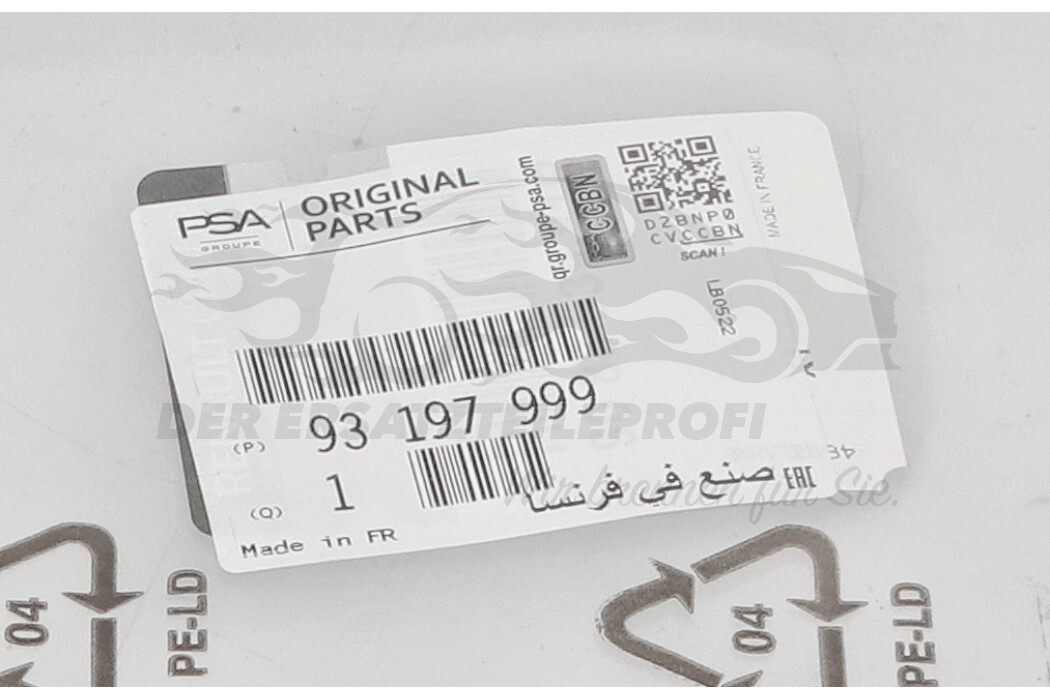 PSA
GROUPE
ORIGINAL
PARTS
qr.groupe-psa.com
CCBN
D2BNP0
CVCCBN
SCAN!
MADE IN FRANCE
LB0522
(P) 93 197 999
(Q) 1
صنع في فرنسا EAC
Made in FR
DER ERSATZTEILEPROFI
Wir brennen für Sie.
04
PE-LD
04
PE-LD